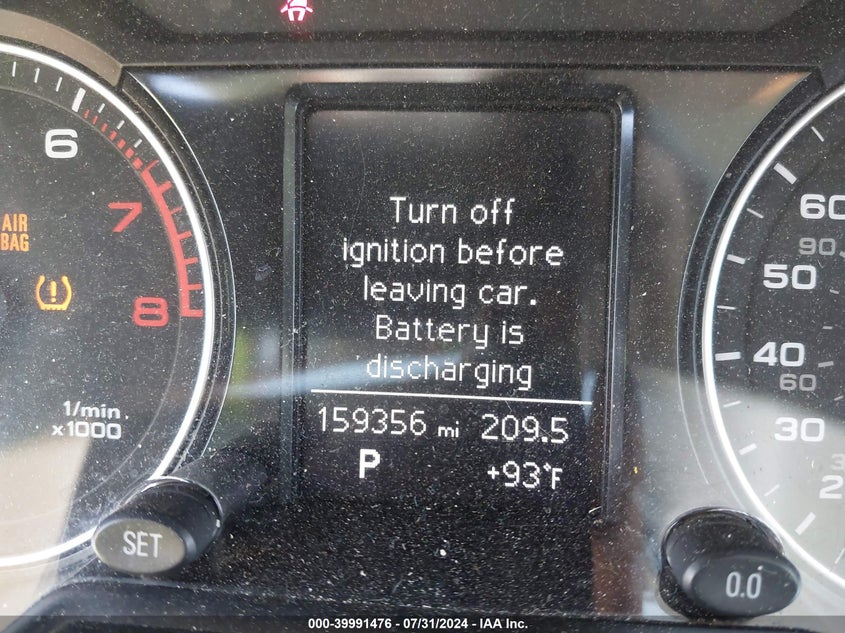 6
7
8
AIR
BAG
1/min
x1000
SET
Turn off
ignition before
leaving car.
Battery is
discharging
159356 mi 209.5
P +93°F
60
90
50
40
60
30
2
0.0
000-39991476 - 07/31/2024 - IAA Inc.